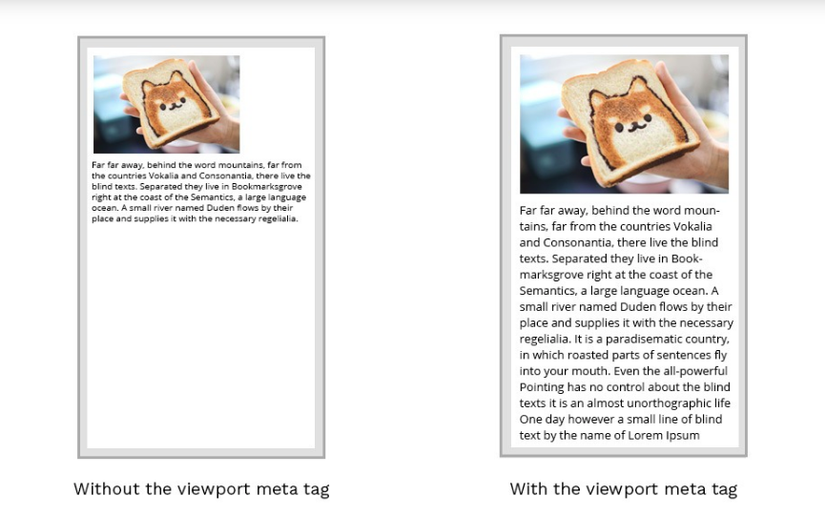 Far far away, behind the word mountains, far from
the countries Vokalia and Consonantia, there live the
blind texts. Separated they live in Bookmarksgrove
right at the coast of the Semantics, a large language
ocean. A small river named Duden flows by their
place and supplies it with the necessary regelialia.
Without the viewport meta tag
Far far away, behind the word moun-
tains, far from the countries Vokalia
and Consonantia, there live the blind
texts. Separated they live in Book-
marksgrove right at the coast of the
Semantics, a large language ocean. A
small river named Duden flows by their
place and supplies it with the necessary
regelialia. It is a paradisematic country,
in which roasted parts of sentences fly
into your mouth. Even the all-powerful
Pointing has no control about the blind
texts it is an almost unorthographic life
One day however a small line of blind
text by the name of Lorem Ipsum
With the viewport meta tag